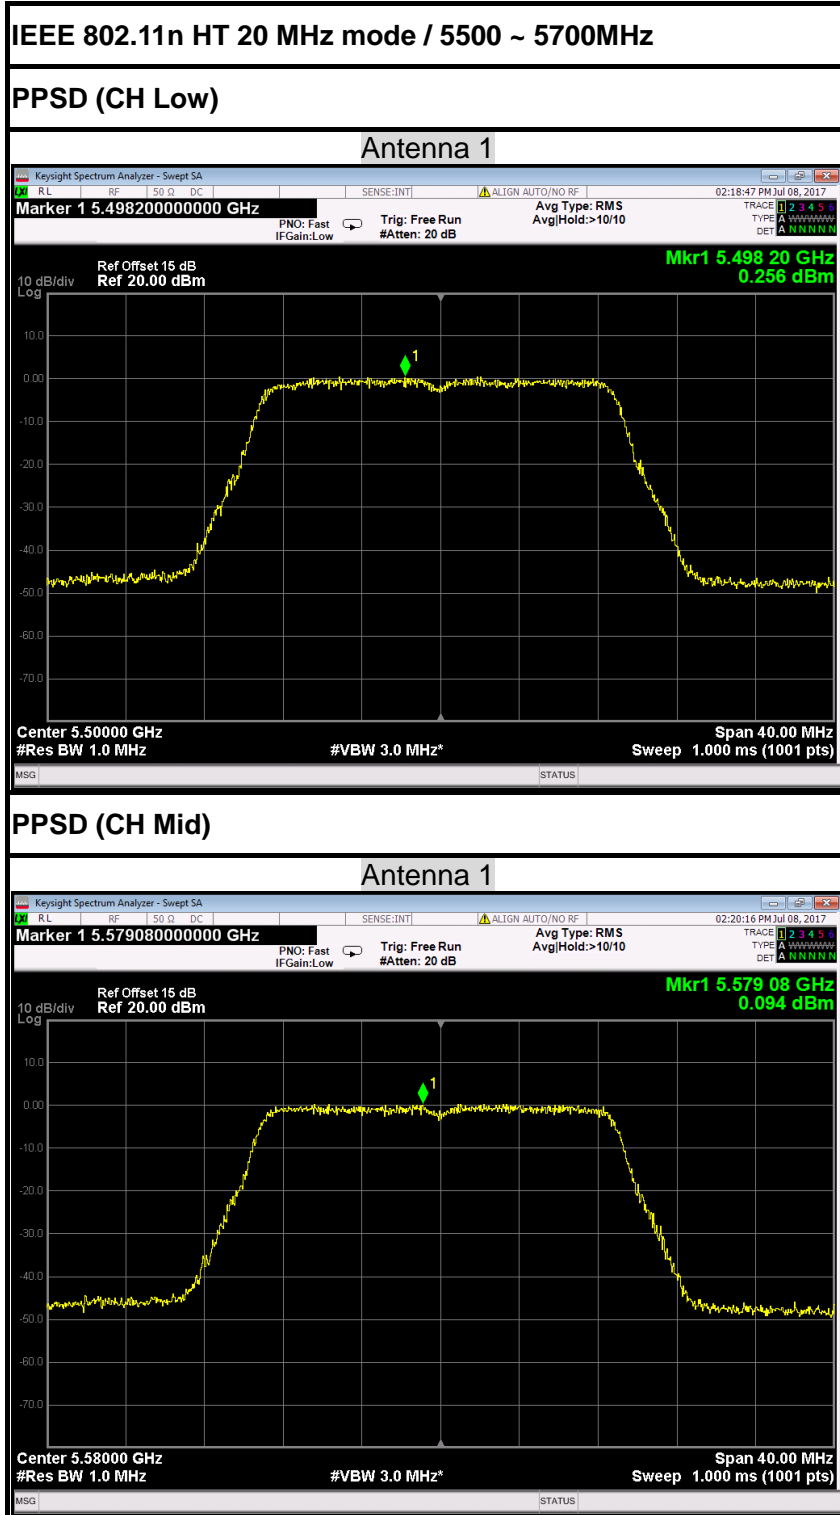 IEEE 802.11n HT 20 MHz mode / 5500 ~ 5700MHz
PPSD (CH Low)
Antenna 1
Keysight Spectrum Analyzer - Swept SA
LXI RL RF 50 Ω DC SENSE:INT ALIGN AUTO/NO RF 02:18:47 PM Jul 08, 2017
Marker 1 5.498200000000 GHz
PNO: Fast
IFGain:Low
Trig: Free Run
#Atten: 20 dB
Avg Type: RMS
Avg|Hold:>10/10
TRACE 1 2 3 4 5 6
TYPE A WWWWW
DET A N N N N N
Mkr1 5.498 20 GHz
0.256 dBm
Ref Offset 15 dB
10 dB/div Ref 20.00 dBm
Log
1
10.0
0.00
-10.0
-20.0
-30.0
-40.0
-50.0
-60.0
-70.0
Center 5.50000 GHz Span 40.00 MHz
#Res BW 1.0 MHz #VBW 3.0 MHz* Sweep 1.000 ms (1001 pts)
MSG STATUS
PPSD (CH Mid)
Antenna 1
Keysight Spectrum Analyzer - Swept SA
LXI RL RF 50 Ω DC SENSE:INT ALIGN AUTO/NO RF 02:20:16 PM Jul 08, 2017
Marker 1 5.579080000000 GHz
PNO: Fast
IFGain:Low
Trig: Free Run
#Atten: 20 dB
Avg Type: RMS
Avg|Hold:>10/10
TRACE 1 2 3 4 5 6
TYPE A WWWWW
DET A N N N N N
Mkr1 5.579 08 GHz
0.094 dBm
Ref Offset 15 dB
10 dB/div Ref 20.00 dBm
Log
1
10.0
0.00
-10.0
-20.0
-30.0
-40.0
-50.0
-60.0
-70.0
Center 5.58000 GHz Span 40.00 MHz
#Res BW 1.0 MHz #VBW 3.0 MHz* Sweep 1.000 ms (1001 pts)
MSG STATUS